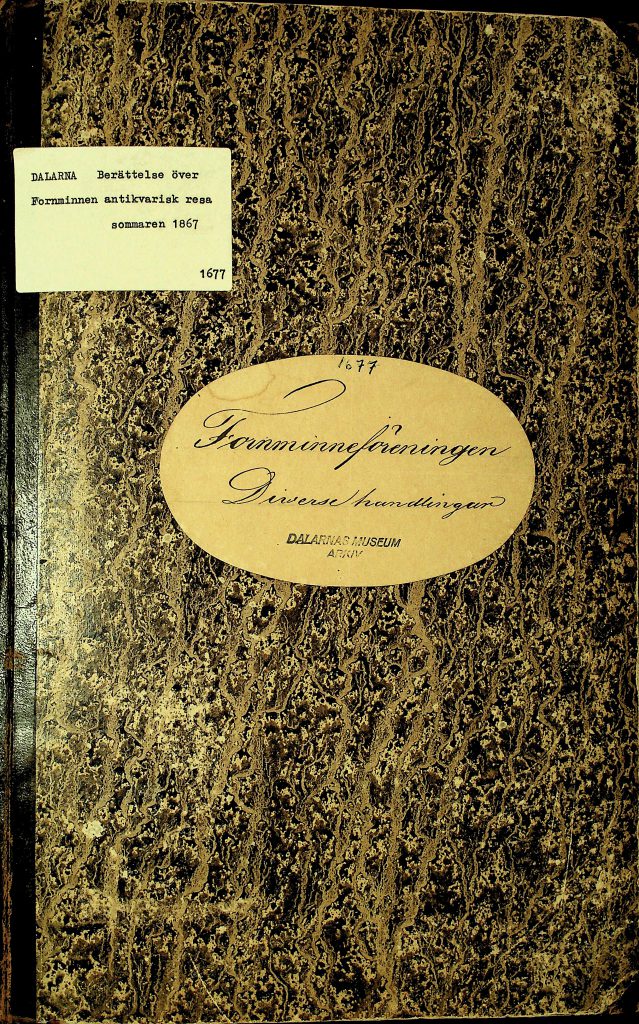 DALARNA Berättelse över
Fornminnen antikvarisk resa
sommaren 1867
1677
1677
Fornminneföreningen
Diverse handlingar
DALARNAS MUSEUM
ARKIV